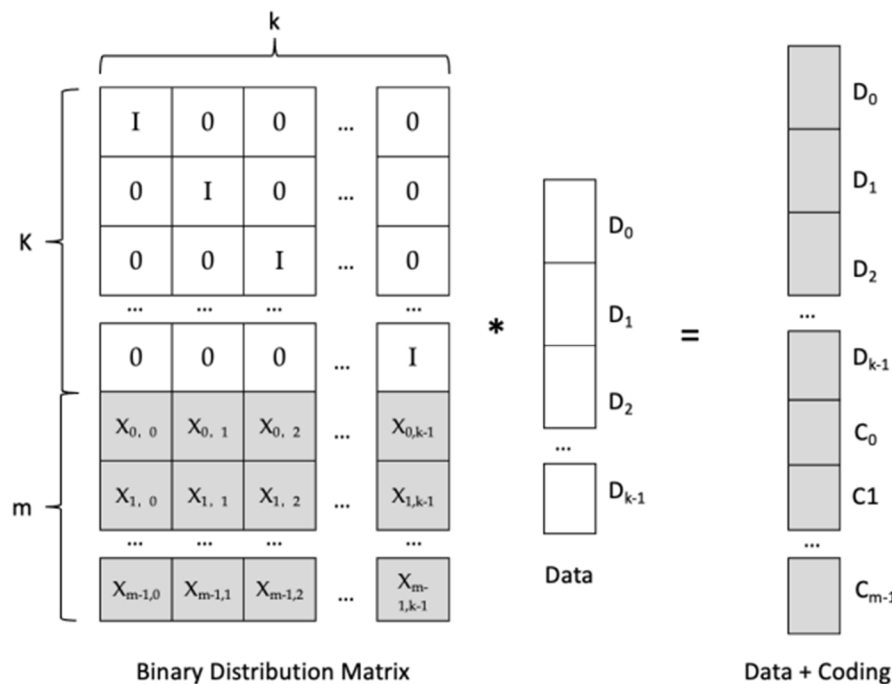 k
K
I 0 0 ... 0
0 I 0 ... 0
0 0 I ... 0
... ... ... ...
0 0 0 ... I
m
X0, 0 X0, 1 X0, 2 ... X0,k-1
X1, 0 X1, 1 X1, 2 ... X1,k-1
... ... ... ...
Xm-1,0 Xm-1,1 Xm-1,2 ... Xm-
1,k-1
Binary Distribution Matrix
*
D0
D1
D2
...
Dk-1
Data
=
D0
D1
D2
...
Dk-1
C0
C1
...
Cm-1
Data + Coding